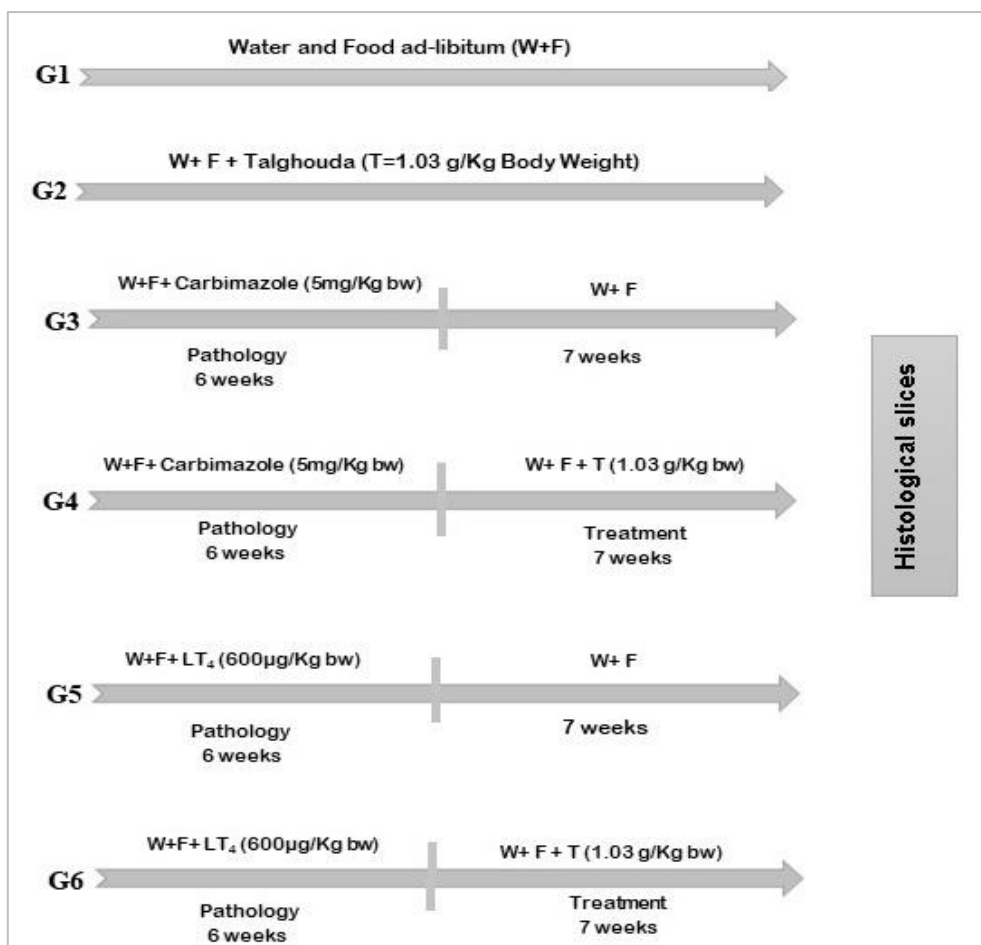 Water and Food ad-libitum (W+F)
G1
W+ F + Talghouda (T=1.03 g/Kg Body Weight)
G2
W+F+ Carbimazole (5mg/Kg bw)
W+ F
G3
Pathology
6 weeks
7 weeks
Histological slices
W+F+ Carbimazole (5mg/Kg bw)
W+ F + T (1.03 g/Kg bw)
G4
Pathology
6 weeks
Treatment
7 weeks
W+F+ LT₄ (600µg/Kg bw)
W+ F
G5
Pathology
6 weeks
7 weeks
W+F+ LT₄ (600µg/Kg bw)
W+ F + T (1.03 g/Kg bw)
G6
Pathology
6 weeks
Treatment
7 weeks